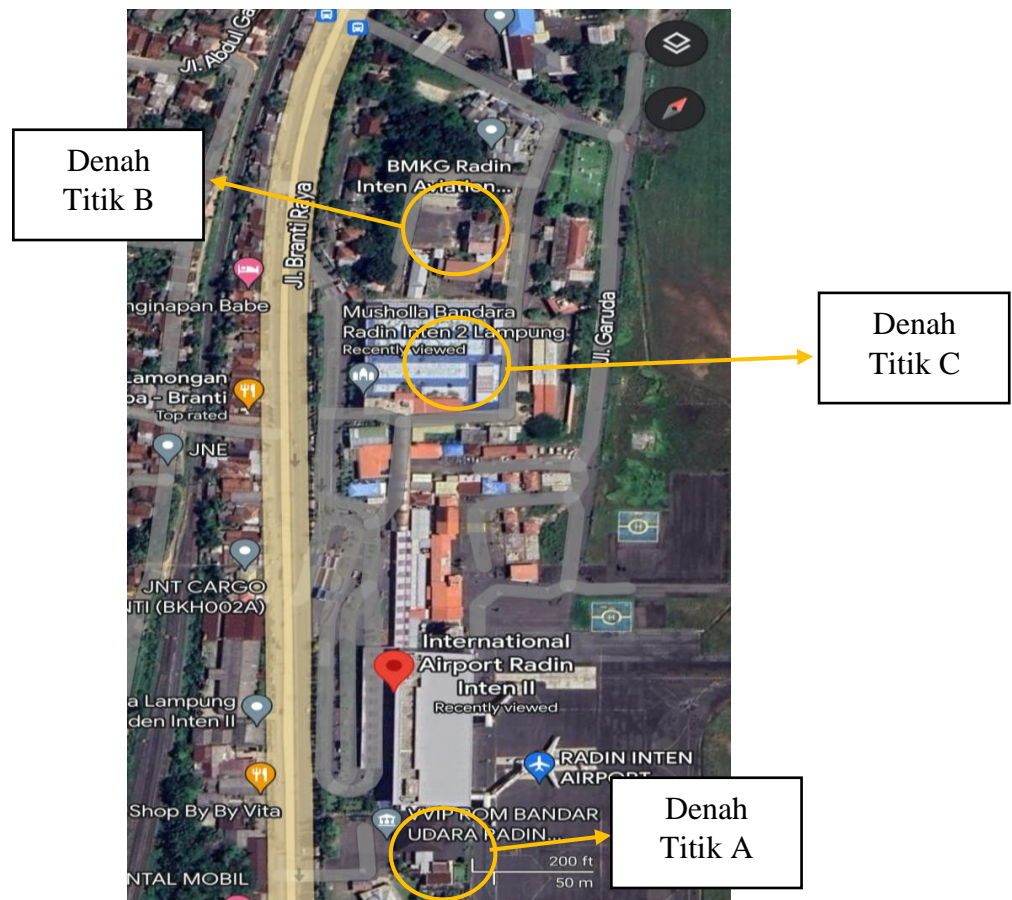 Jl. Abdul Ga
Denah
Titik B
BMKG Radin
Inten Aviation...
Jl. Branti Raya
nginapan Babe
Musholla Bandara
Radin Inten 2 Lampung
Recently viewed
Jl. Garuda
Denah
Titik C
Lamongan
ba - Branti
Top rated
JNE
JNT CARGO
NTI (BKH002A)
H
H
International
Airport Radin
Inten II
Recently viewed
a Lampung
den Inten II
RADIN INTEN
AIRPORT
Shop By By Vita
VVIP ROM BANDAR
UDARA RADIN...
Denah
Titik A
200 ft
50 m
NTAL MOBIL